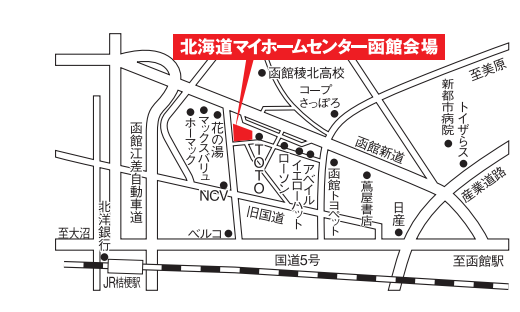 北海道マイホームセンター函館会場
函館稜北高校
コープ
さっぽろ
至美原
新都市病院
トイザらス
函館新道
産業道路
花の湯
マックスバリュ
ホーマック
函館江差自動車道
TOTO
ローソン
イエローハット
アベイル
函館トヨペット
蔦屋書店
日産
NCV
旧国道
ベルコ
至大沼
北洋銀行
国道5号
至函館駅
JR桔梗駅